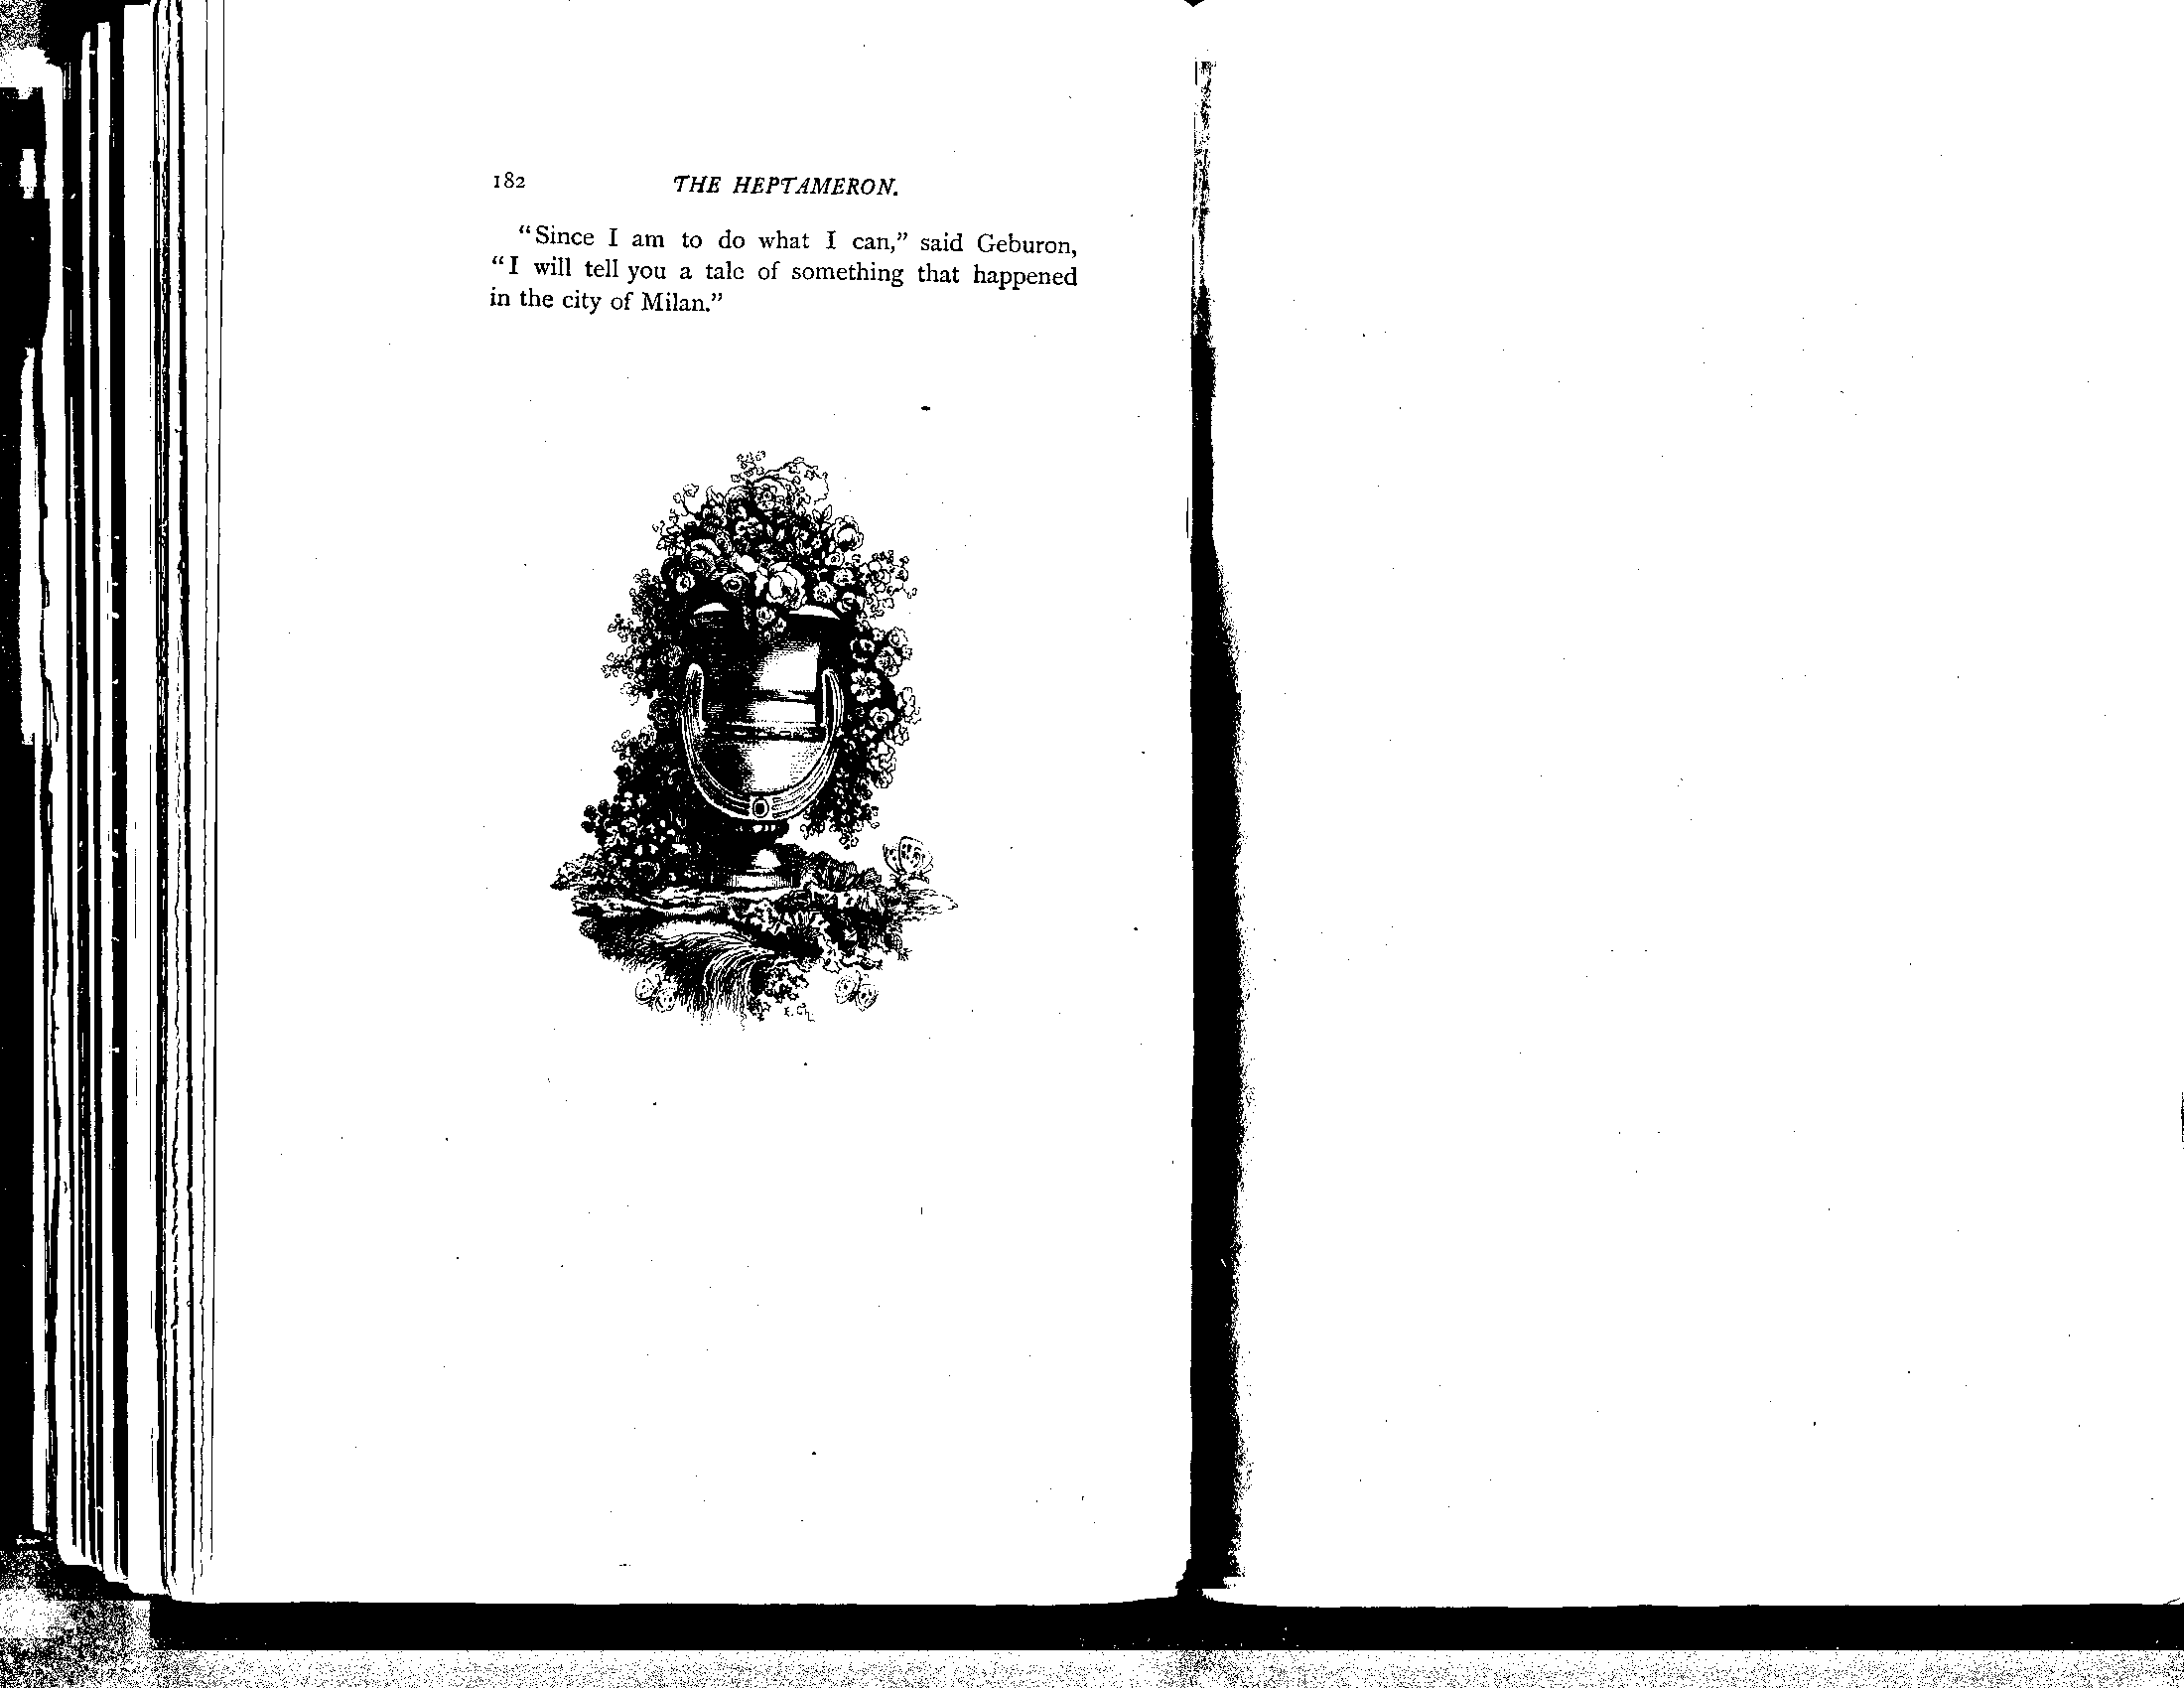 182 THE HEPTAMERON.
“Since I am to do what I can,” said Geburon,
“I will tell you a tale of something that happened
in the city of Milan.”
E. Ch.